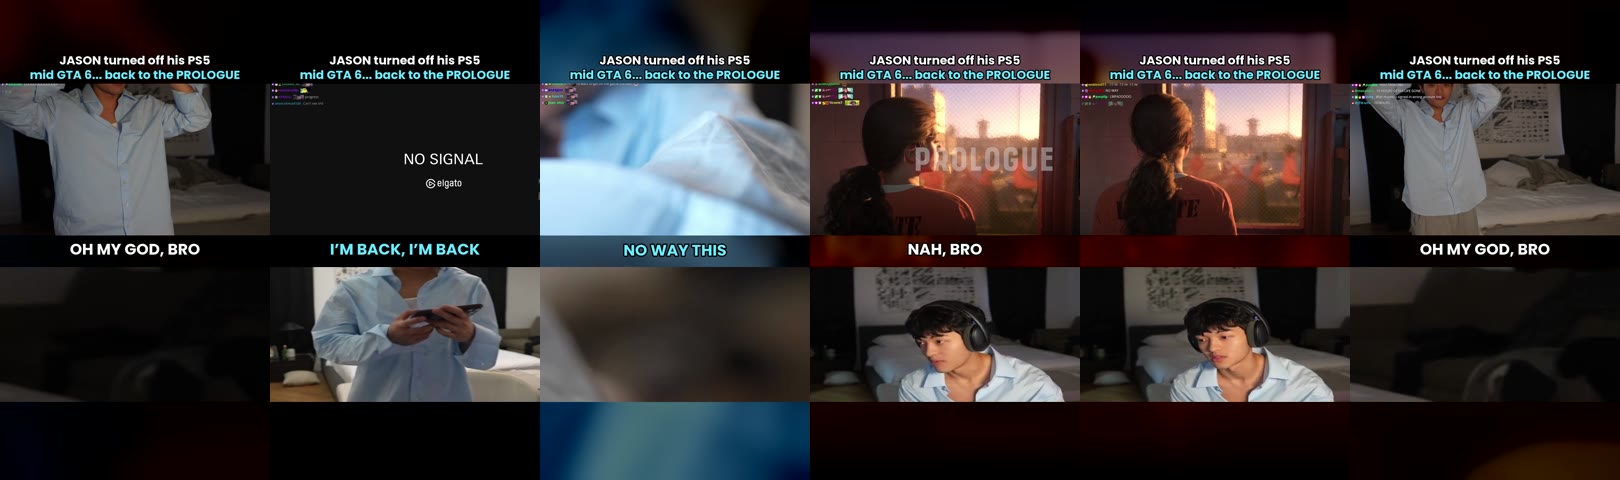 JASON turned off his PS5
mid GTA 6... back to the PROLOGUE
OH MY GOD, BRO
JASON turned off his PS5
mid GTA 6... back to the PROLOGUE
NO SIGNAL
elgato
I'M BACK, I'M BACK
JASON turned off his PS5
mid GTA 6... back to the PROLOGUE
NO WAY THIS
JASON turned off his PS5
mid GTA 6... back to the PROLOGUE
PROLOGUE
NAH, BRO
JASON turned off his PS5
mid GTA 6... back to the PROLOGUE
JASON turned off his PS5
mid GTA 6... back to the PROLOGUE
OH MY GOD, BRO